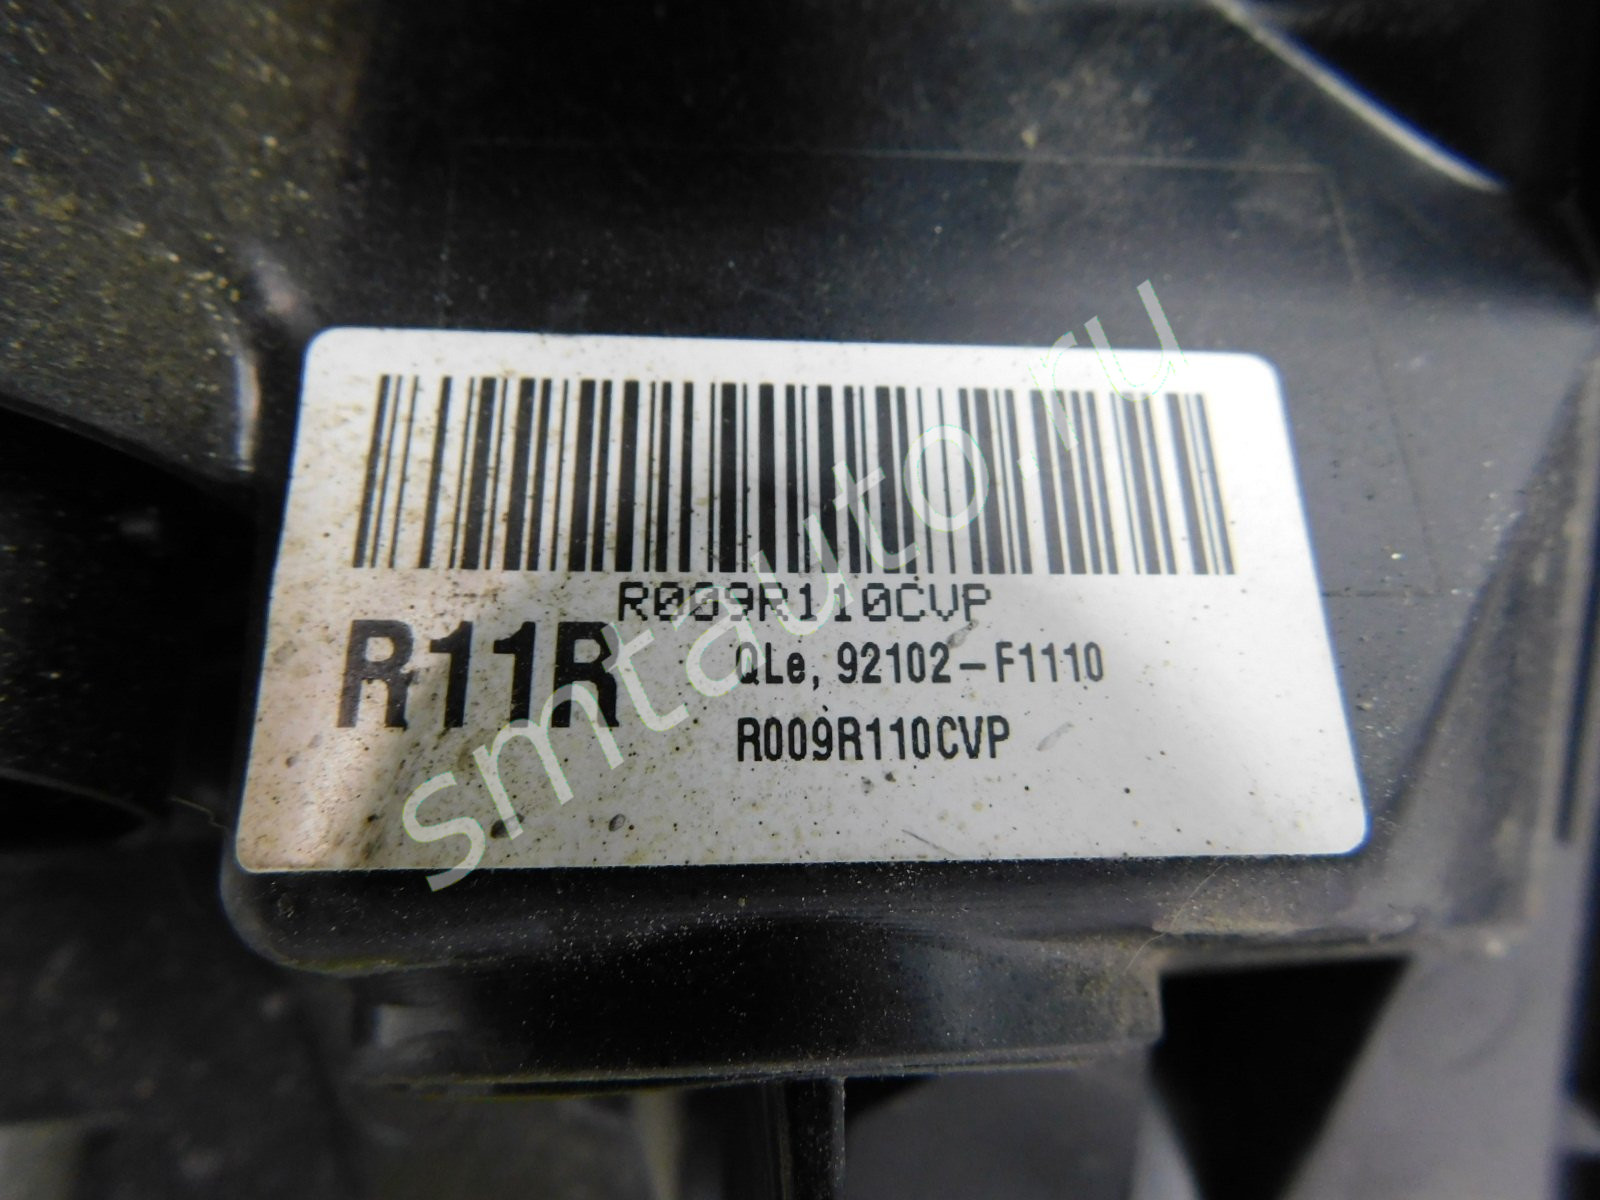 R009R110CVP
R11R
QLe, 92102-F1110
R009R110CVP
smtauto.ru